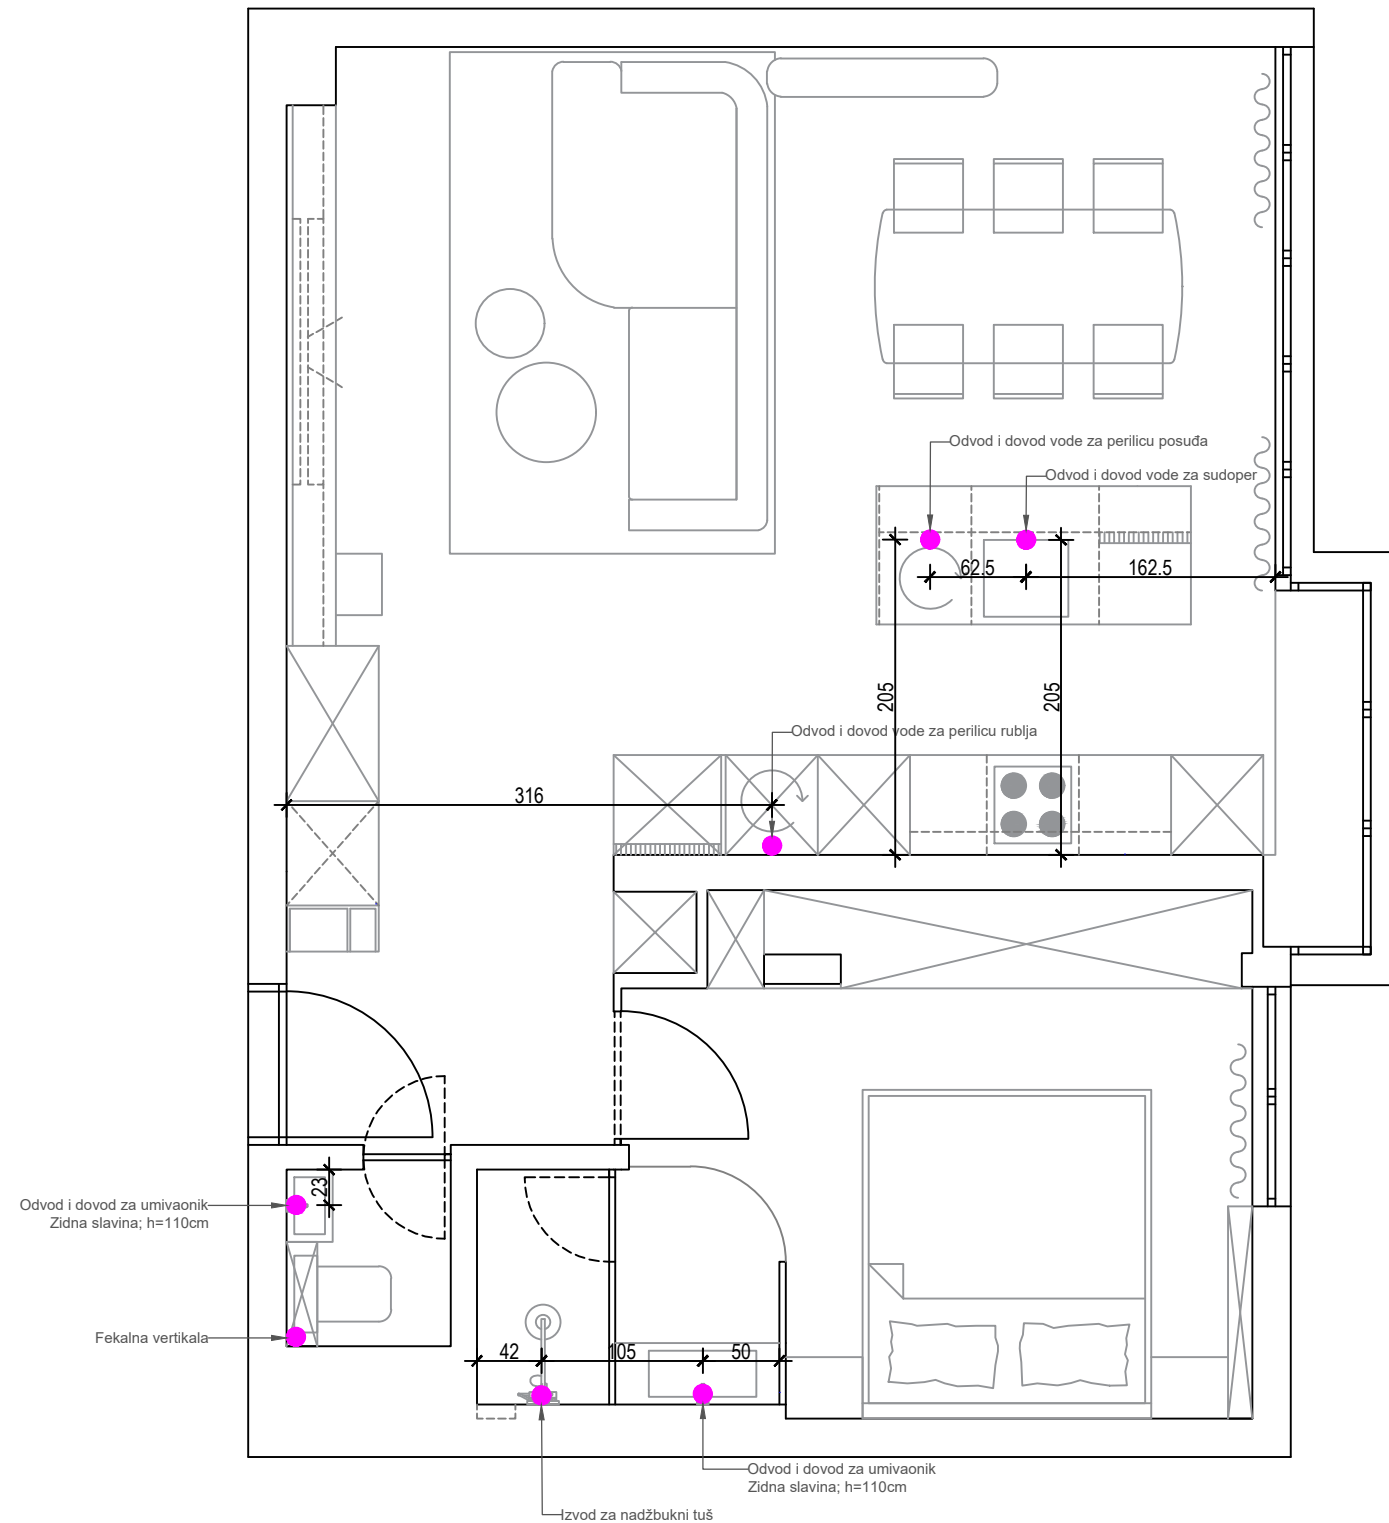 Odvod i dovod vode za perilicu posuđa
Odvod i dovod vode za sudoper
62.5
162.5
205
205
Odvod i dovod vode za perilicu rublja
316
23
Odvod i dovod za umivaonik
Zidna slavina; h=110cm
Fekalna vertikala
42
105
50
Odvod i dovod za umivaonik
Zidna slavina; h=110cm
Izvod za nadžbukni tuš